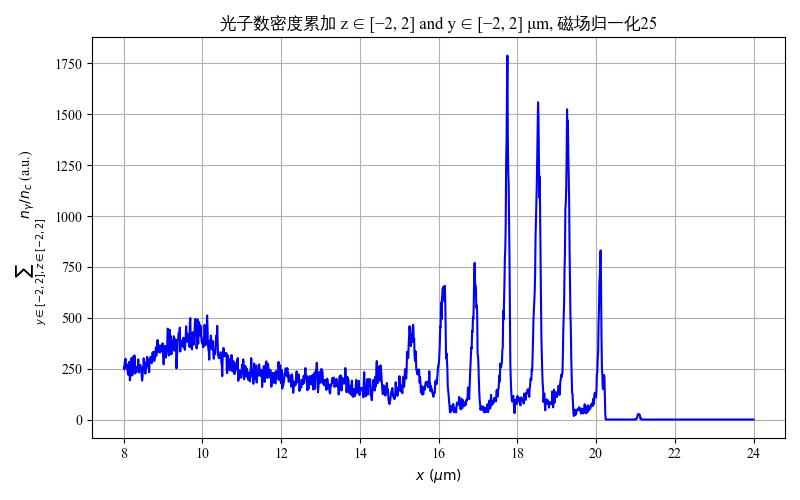 光子数密度累加 z ∈ [−2, 2] and y ∈ [−2, 2] μm, 磁场归一化25
∑ n_γ/n_c (a.u.)
y∈[−2, 2], z∈[−2, 2]
1750
1500
1250
1000
750
500
250
0
8 10 12 14 16 18 20 22 24
x (μm)